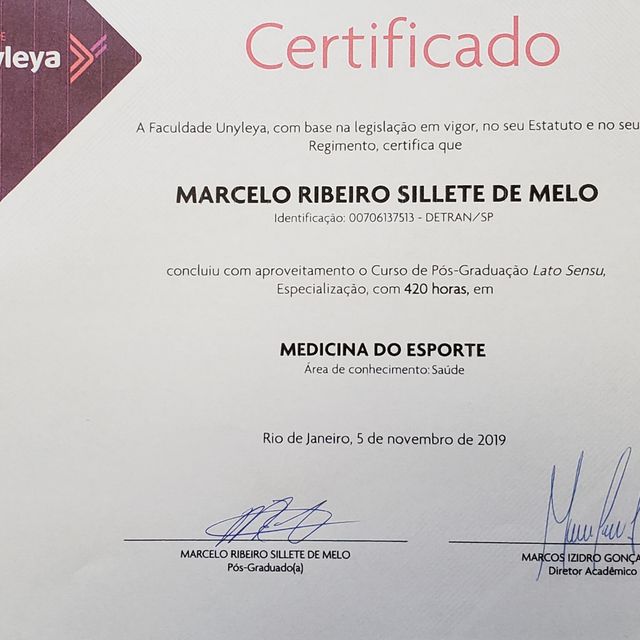 yleya
Certificado
A Faculdade Unyleya, com base na legislação em vigor, no seu Estatuto e no seu
Regimento, certifica que
MARCELO RIBEIRO SILLETE DE MELO
Identificação: 00706137513 - DETRAN/SP
concluiu com aproveitamento o Curso de Pós-Graduação Lato Sensu,
Especialização, com 420 horas, em
MEDICINA DO ESPORTE
Área de conhecimento: Saúde
Rio de Janeiro, 5 de novembro de 2019
MARCELO RIBEIRO SILLETE DE MELO
Pós-Graduado(a)
MARCOS IZIDRO GONÇA
Diretor Acadêmico